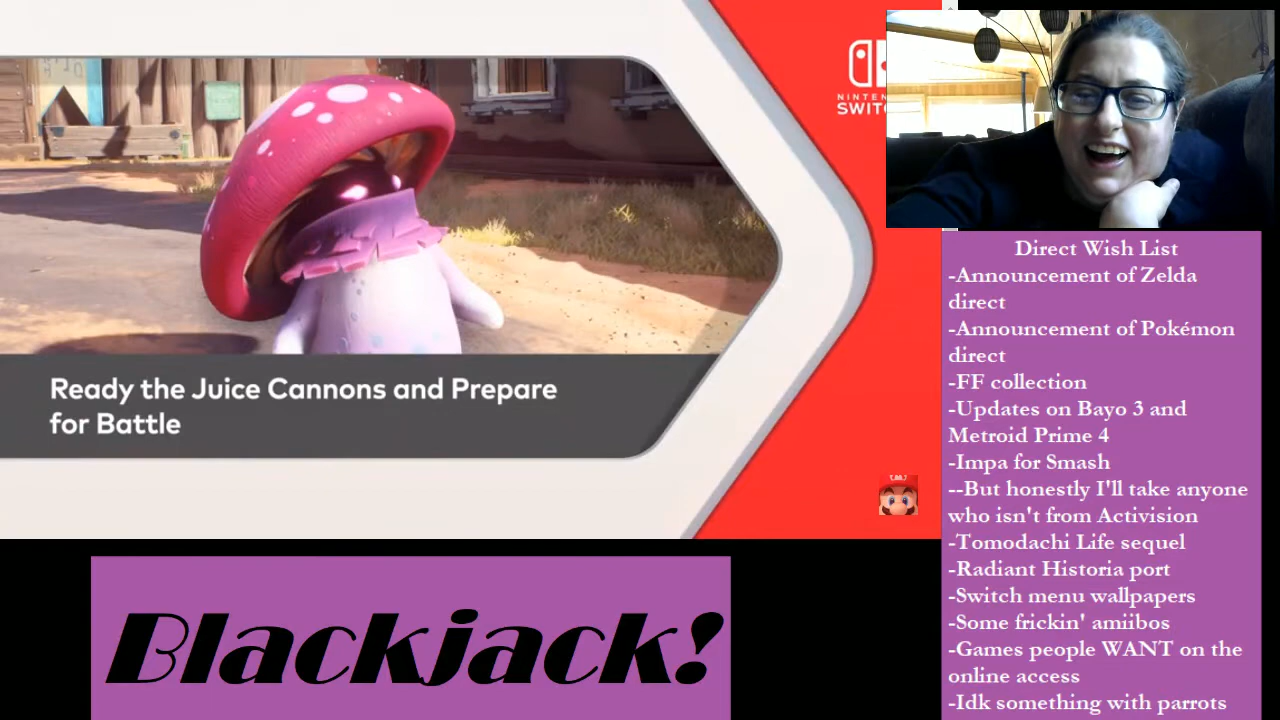 NINTEN
SWITC
Ready the Juice Cannons and Prepare
for Battle
Direct Wish List
-Announcement of Zelda
direct
-Announcement of Pokémon
direct
-FF collection
-Updates on Bayo 3 and
Metroid Prime 4
-Impa for Smash
--But honestly I'll take anyone
who isn't from Activision
-Tomodachi Life sequel
-Radiant Historia port
-Switch menu wallpapers
-Some frickin' amiibos
-Games people WANT on the
online access
-Idk something with parrots
Blackjack!